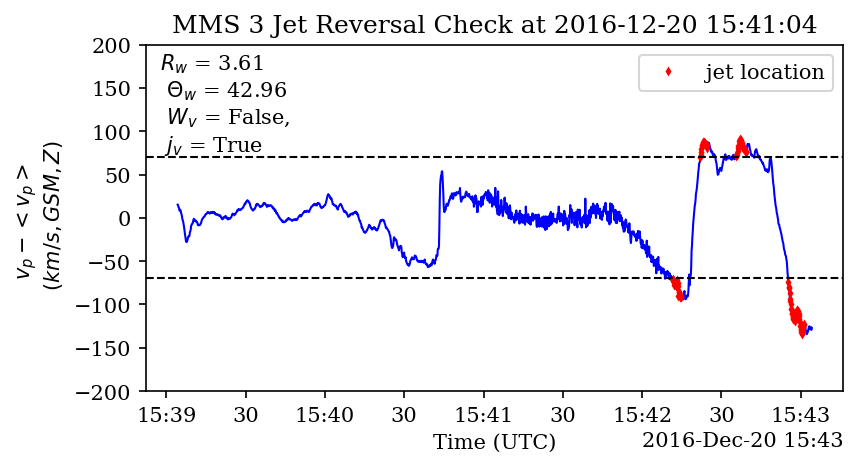 MMS 3 Jet Reversal Check at 2016-12-20 15:41:04
R_w = 3.61
Θ_w = 42.96
W_v = False,
j_v = True
jet location
v_p − < v_p >
(km/s, GSM, Z)
200
150
100
50
0
−50
−100
−150
−200
15:39 30 15:40 30 15:41 30 15:42 30 15:43
Time (UTC)
2016-Dec-20 15:43